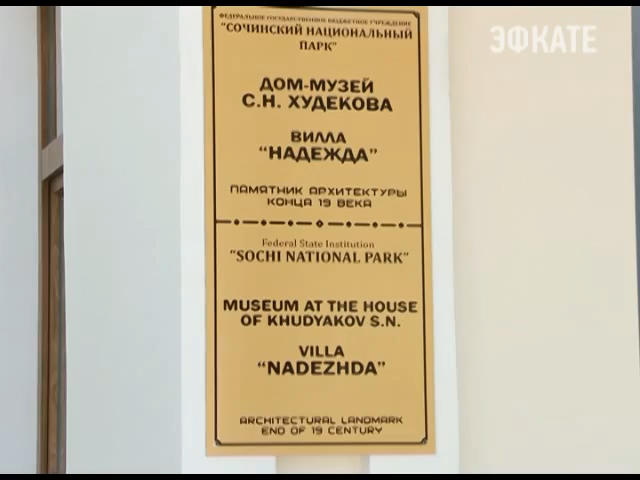 ЭФКАТЕ
ФЕДЕРАЛЬНОЕ ГОСУДАРСТВЕННОЕ БЮДЖЕТНОЕ УЧРЕЖДЕНИЕ
"СОЧИНСКИЙ НАЦИОНАЛЬНЫЙ
ПАРК"
ДОМ-МУЗЕЙ
С.Н. ХУДЕКОВА
ВИЛЛА
"НАДЕЖДА"
ПАМЯТНИК АРХИТЕКТУРЫ
КОНЦА 19 ВЕКА
Federal State Institution
"SOCHI NATIONAL PARK"
MUSEUM AT THE HOUSE
OF KHUDYAKOV S.N.
VILLA
"NADEZHDA"
ARCHITECTURAL LANDMARK
END OF 19 CENTURY